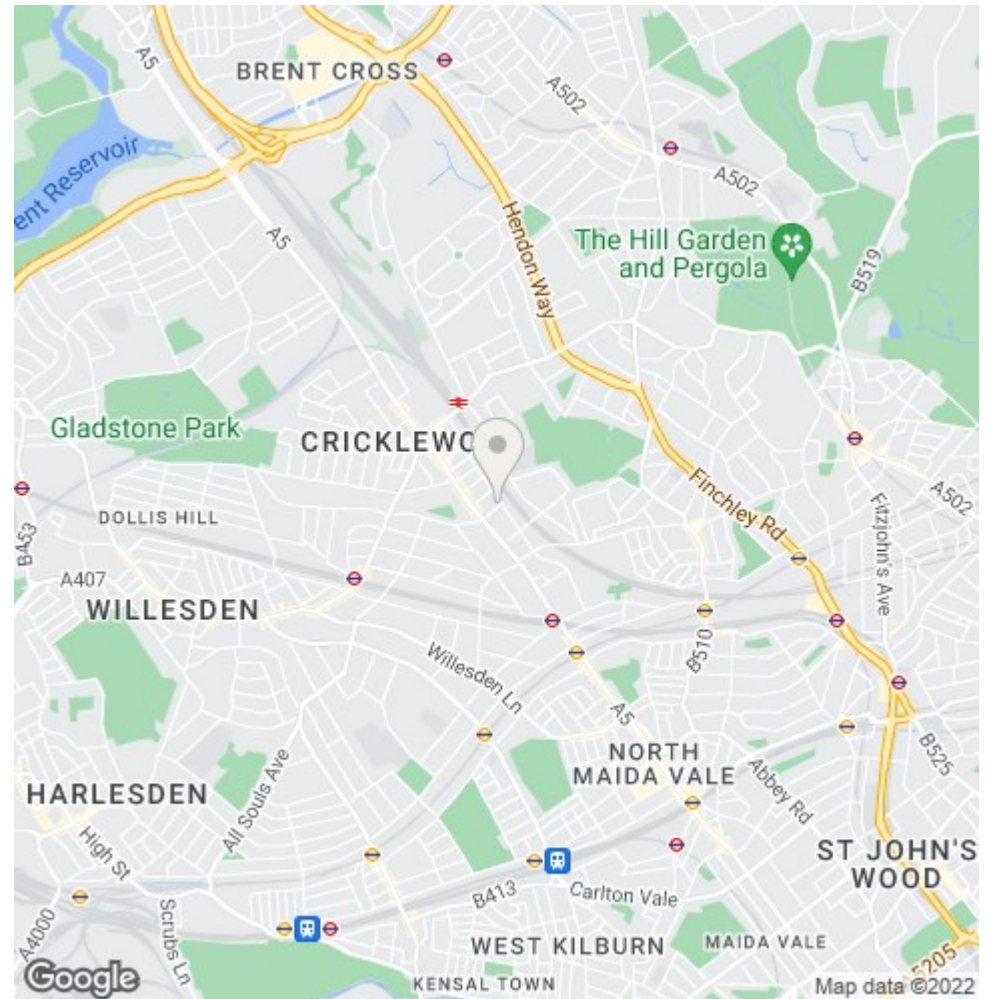 A5
BRENT CROSS
A502
ent Reservoir
A502
A5
Hendon Way
The Hill Garden
and Pergola
B519
Gladstone Park
CRICKLEWO
Finchley Rd
A502
Fitzjohn's Ave
DOLLIS HILL
B453
A407
WILLESDEN
B510
Willesden Ln
A5
NORTH
MAIDA VALE
Abbey Rd
B525
HARLESDEN
All Souls Ave
High St
ST JOHN'S
WOOD
B413
Carlton Vale
A4000
Scrubs Ln
WEST KILBURN
MAIDA VALE
5205
KENSAL TOWN
Google
Map data ©2022